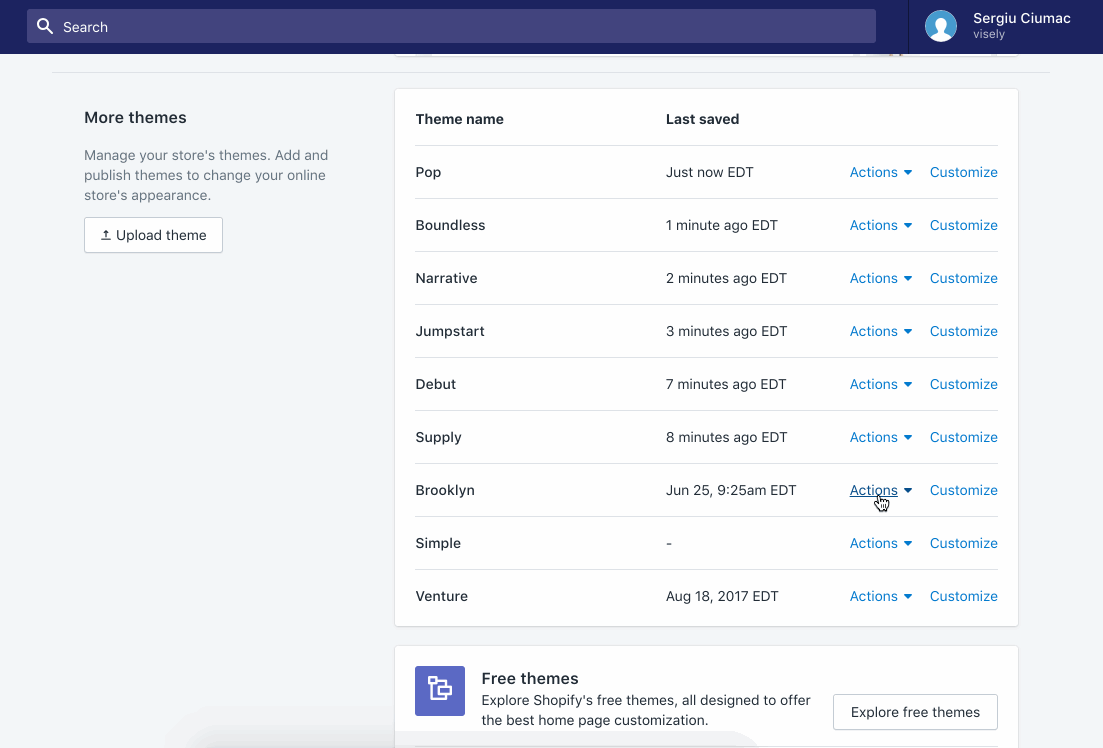 Search
Sergiu Ciumac
visely
More themes
Manage your store's themes. Add and
publish themes to change your online
store's appearance.
Upload theme
Theme name Last saved
Pop Just now EDT Actions Customize
Boundless 1 minute ago EDT Actions Customize
Narrative 2 minutes ago EDT Actions Customize
Jumpstart 3 minutes ago EDT Actions Customize
Debut 7 minutes ago EDT Actions Customize
Supply 8 minutes ago EDT Actions Customize
Brooklyn Jun 25, 9:25am EDT Actions Customize
Simple - Actions Customize
Venture Aug 18, 2017 EDT Actions Customize
Free themes
Explore Shopify's free themes, all designed to offer
the best home page customization.
Explore free themes